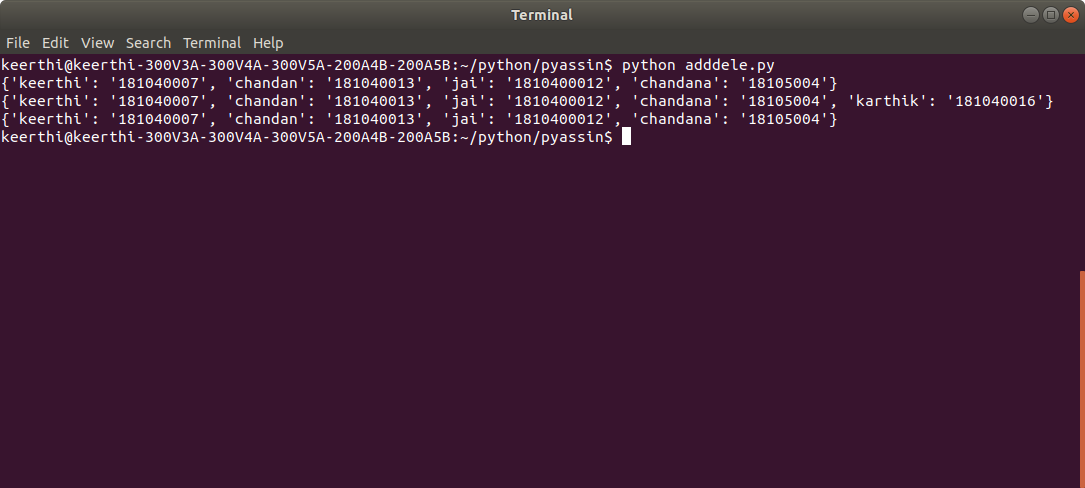 Terminal
File Edit View Search Terminal Help
keerthi@keerthi-300V3A-300V4A-300V5A-200A4B-200A5B:~/python/pyassin$ python adddele.py
{'keerthi': '181040007', 'chandan': '181040013', 'jai': '1810400012', 'chandana': '18105004'}
{'keerthi': '181040007', 'chandan': '181040013', 'jai': '1810400012', 'chandana': '18105004', 'karthik': '181040016'}
{'keerthi': '181040007', 'chandan': '181040013', 'jai': '1810400012', 'chandana': '18105004'}
keerthi@keerthi-300V3A-300V4A-300V5A-200A4B-200A5B:~/python/pyassin$